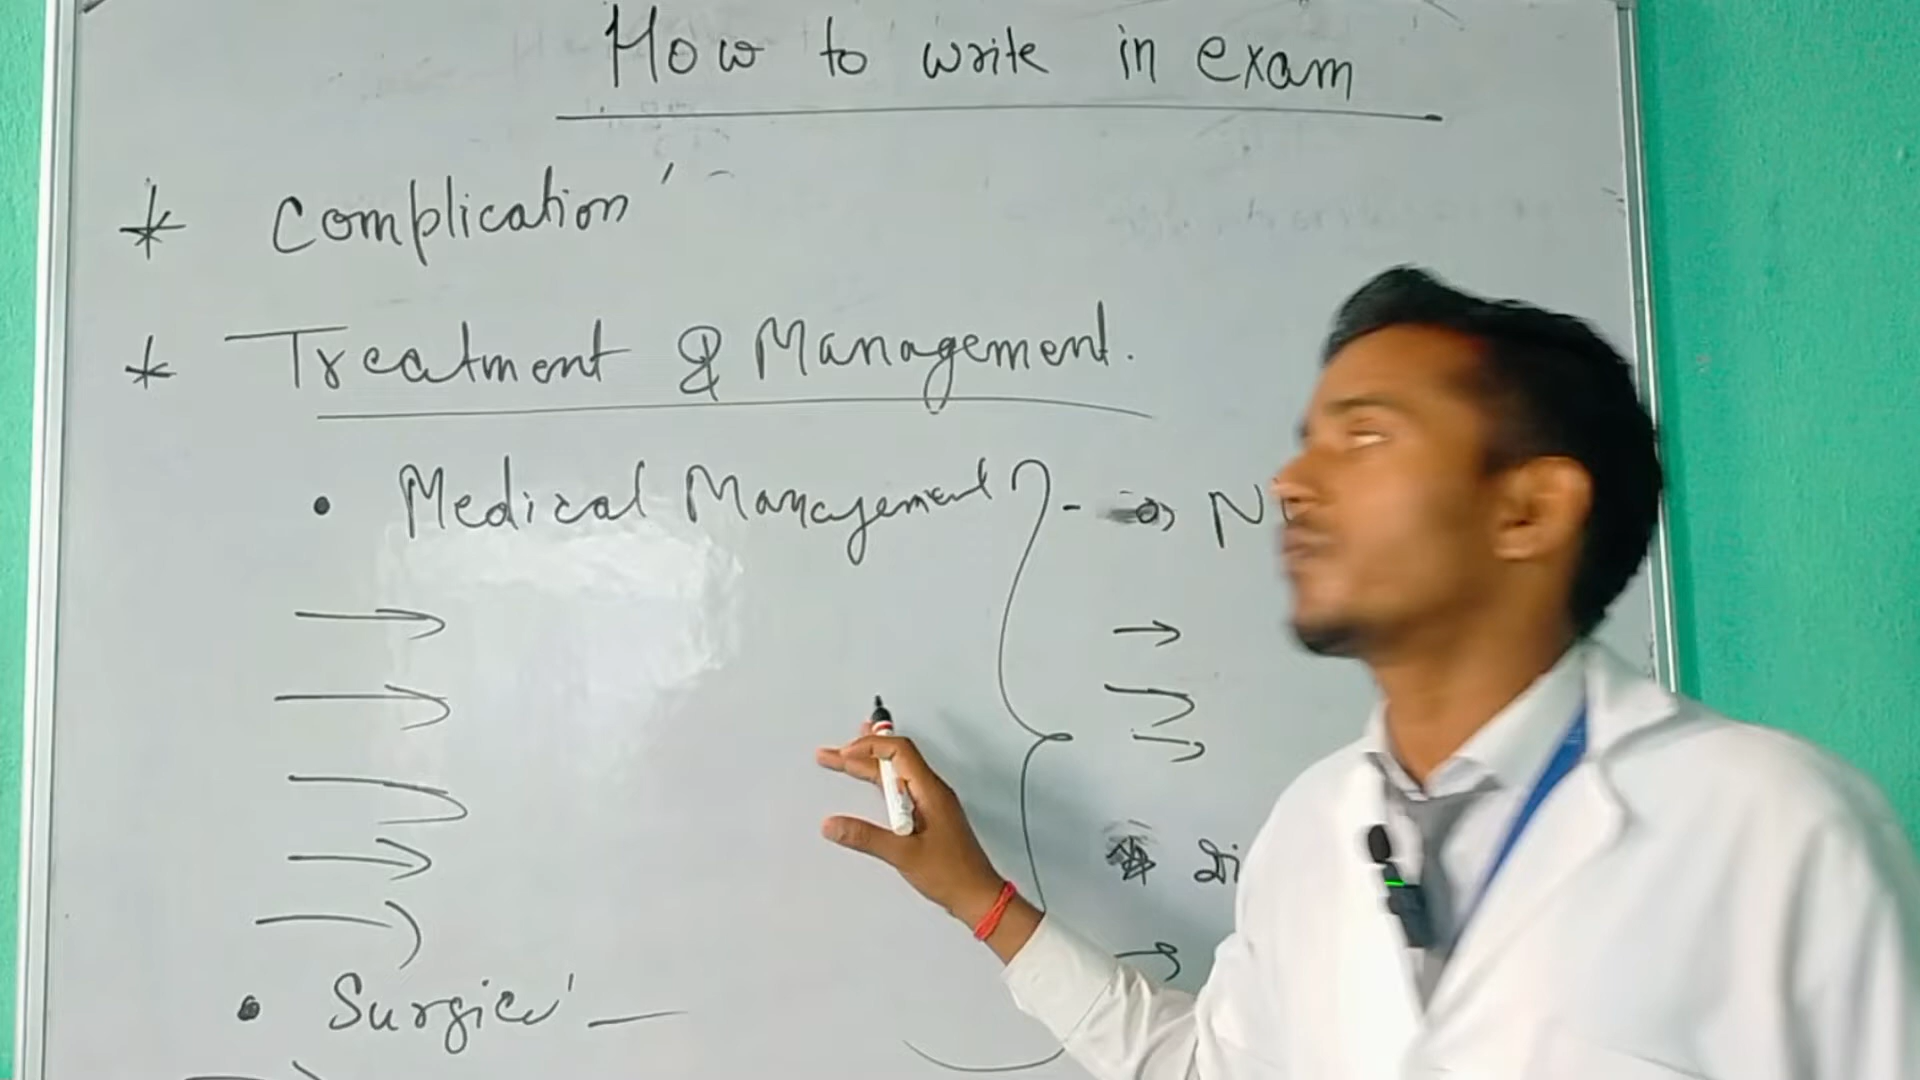 How to write in exam
* Complication
* Treatment & Management.
• Medical Management
• Surgical